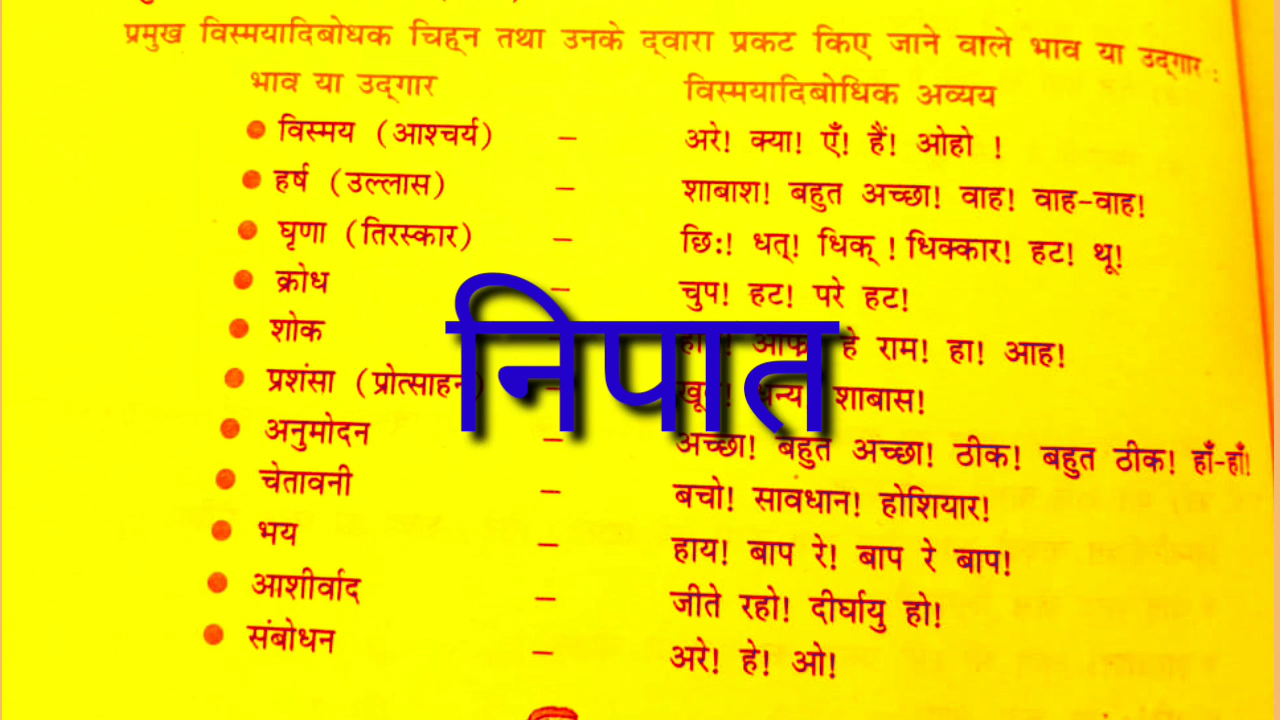 प्रमुख विस्मयादिबोधक चिह्न तथा उनके द्वारा प्रकट किए जाने वाले भाव या उद्गार :
भाव या उद्गार विस्मयादिबोधिक अव्यय
● विस्मय (आश्चर्य) – अरे! क्या! एँ! हैं! ओहो !
● हर्ष (उल्लास) – शाबाश! बहुत अच्छा! वाह! वाह-वाह!
● घृणा (तिरस्कार) – छिः! धत्! धिक् ! धिक्कार! हट! थू!
● क्रोध – चुप! हट! परे हट!
● शोक हे राम! हा! आह!
● प्रशंसा (प्रोत्साहन) शाबास!
निपात
● अनुमोदन – अच्छा! बहुत अच्छा! ठीक! बहुत ठीक! हाँ-हाँ!
● चेतावनी – बचो! सावधान! होशियार!
● भय – हाय! बाप रे! बाप रे बाप!
● आशीर्वाद – जीते रहो! दीर्घायु हो!
● संबोधन – अरे! हे! ओ!